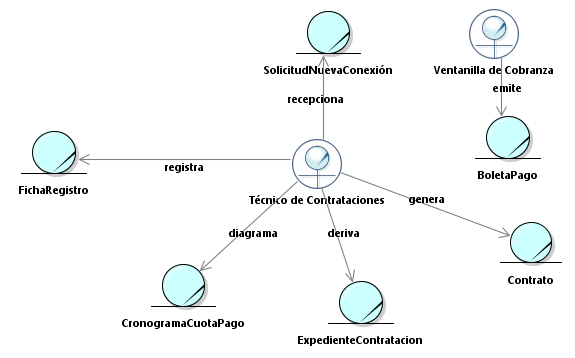 SolicitudNuevaConexión
Ventanilla de Cobranza
emite
recepciona
BoletaPago
registra
FichaRegistro
Técnico de Contrataciones
genera
diagrama
deriva
Contrato
CronogramaCuotaPago
ExpedienteContratacion